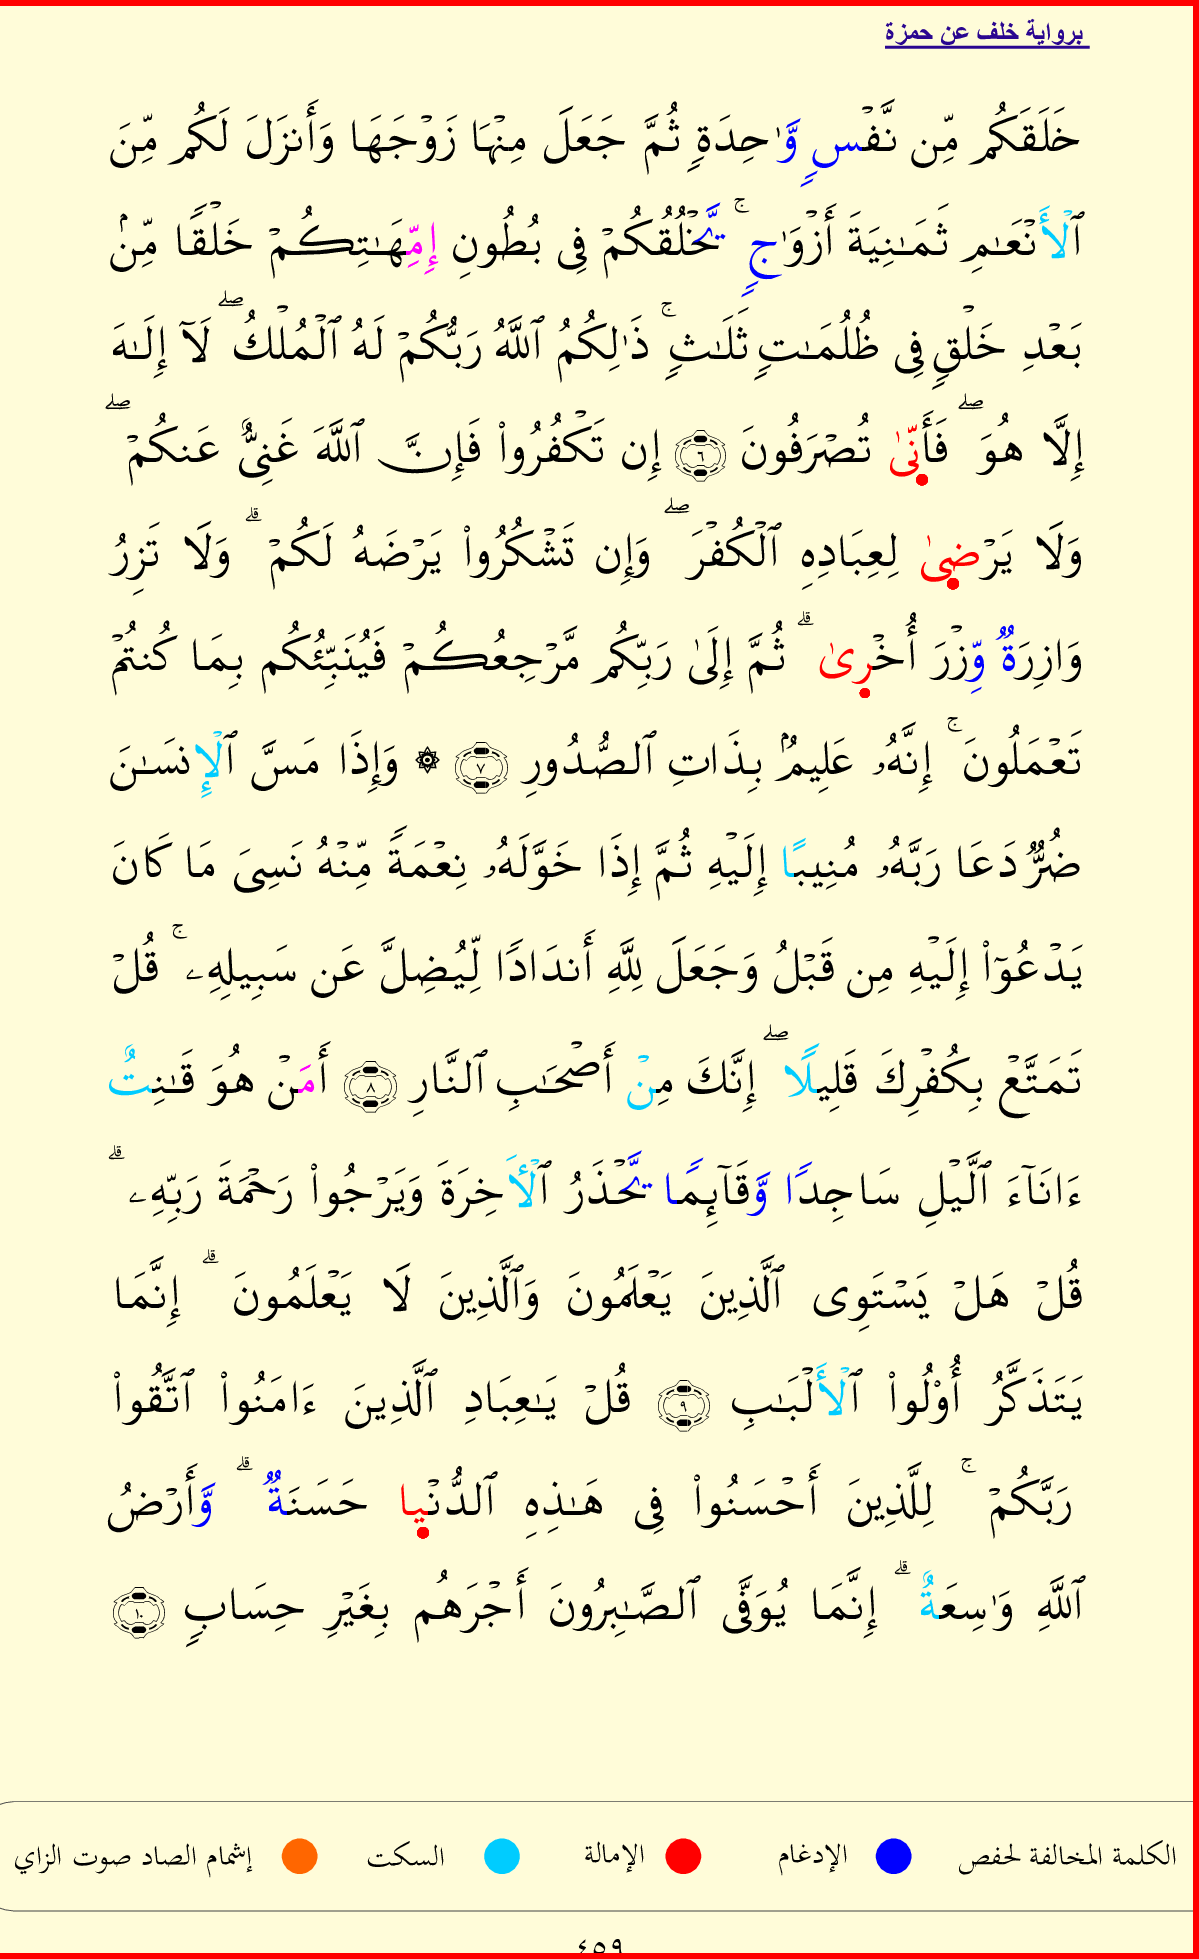 برواية خلف عن حمزة
خَلَقَكُم مِّن نَّفۡسٖ وَّٰحِدَةٖ ثُمَّ جَعَلَ مِنۡهَا زَوۡجَهَا وَأَنزَلَ لَكُم مِّنَ
ٱلۡأَنۡعَٰمِ ثَمَٰنِيَةَ أَزۡوَٰجٖۚ يَّخۡلُقُكُمۡ فِي بُطُونِ إِمِّهَٰتِكُمۡ خَلۡقٗا مِّنۢ
بَعۡدِ خَلۡقٖ فِي ظُلُمَٰتٖ ثَلَٰثٖۚ ذَٰلِكُمُ ٱللَّهُ رَبُّكُمۡ لَهُ ٱلۡمُلۡكُۖ لَآ إِلَٰهَ
إِلَّا هُوَۖ فَأَنِّىٰ تُصۡرَفُونَ ٦ إِن تَكۡفُرُواْ فَإِنَّ ٱللَّهَ غَنِيٌّ عَنكُمۡۖ
وَلَا يَرۡضِىٰ لِعِبَادِهِ ٱلۡكُفۡرَۖ وَإِن تَشۡكُرُواْ يَرۡضَهُ لَكُمۡۗ وَلَا تَزِرُ
وَازِرَةٞ وِّزۡرَ أُخۡرِىٰۗ ثُمَّ إِلَىٰ رَبِّكُم مَّرۡجِعُكُمۡ فَيُنَبِّئُكُم بِمَا كُنتُمۡ
تَعۡمَلُونَۚ إِنَّهُۥ عَلِيمُۢ بِذَاتِ ٱلصُّدُورِ ٧ ۞ وَإِذَا مَسَّ ٱلۡإِنسَٰنَ
ضُرّٞ دَعَا رَبَّهُۥ مُنِيبًا إِلَيۡهِ ثُمَّ إِذَا خَوَّلَهُۥ نِعۡمَةٗ مِّنۡهُ نَسِيَ مَا كَانَ
يَدۡعُوٓاْ إِلَيۡهِ مِن قَبۡلُ وَجَعَلَ لِلَّهِ أَندَادٗا لِّيُضِلَّ عَن سَبِيلِهِۦۚ قُلۡ
تَمَتَّعۡ بِكُفۡرِكَ قَلِيلًاۖ إِنَّكَ مِنۡ أَصۡحَٰبِ ٱلنَّارِ ٨ أَمَنۡ هُوَ قَٰنِتٌ
ءَانَآءَ ٱلَّيۡلِ سَاجِدٗا وَّقَآئِمٗا يَّحۡذَرُ ٱلۡأٓخِرَةَ وَيَرۡجُواْ رَحۡمَةَ رَبِّهِۦۗ
قُلۡ هَلۡ يَسۡتَوِي ٱلَّذِينَ يَعۡلَمُونَ وَٱلَّذِينَ لَا يَعۡلَمُونَۗ إِنَّمَا
يَتَذَكَّرُ أُوْلُواْ ٱلۡأَلۡبَٰبِ ٩ قُلۡ يَٰعِبَادِ ٱلَّذِينَ ءَامَنُواْ ٱتَّقُواْ
رَبَّكُمۡۚ لِلَّذِينَ أَحۡسَنُواْ فِي هَٰذِهِ ٱلدُّنۡيِا حَسَنَةٞۗ وَّأَرۡضُ
ٱللَّهِ وَٰسِعَةٌۗ إِنَّمَا يُوَفَّى ٱلصَّٰبِرُونَ أَجۡرَهُم بِغَيۡرِ حِسَابٖ ١٠
الكلمة المخالفة لحفص الإدغام الإمالة السكت إشمام الصاد صوت الزاي
٤٥٩